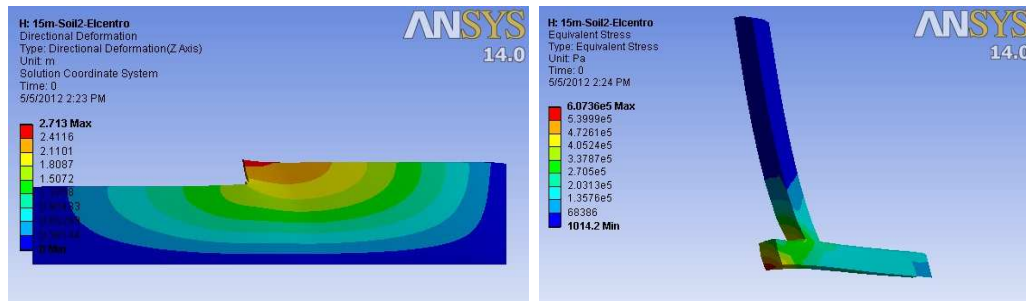 H: 15m-Soil2-Elcentro
Directional Deformation
Type: Directional Deformation(Z Axis)
Unit: m
Solution Coordinate System
Time: 0
5/5/2012 2:23 PM
ANSYS
14.0
2.713 Max
2.4116
2.1101
1.8087
1.5072
0 Min
H: 15m-Soil2-Elcentro
Equivalent Stress
Type: Equivalent Stress
Unit: Pa
Time: 0
5/5/2012 2:24 PM
ANSYS
14.0
6.0736e5 Max
5.3999e5
4.7261e5
4.0524e5
3.3787e5
2.705e5
2.0313e5
1.3576e5
68386
1014.2 Min